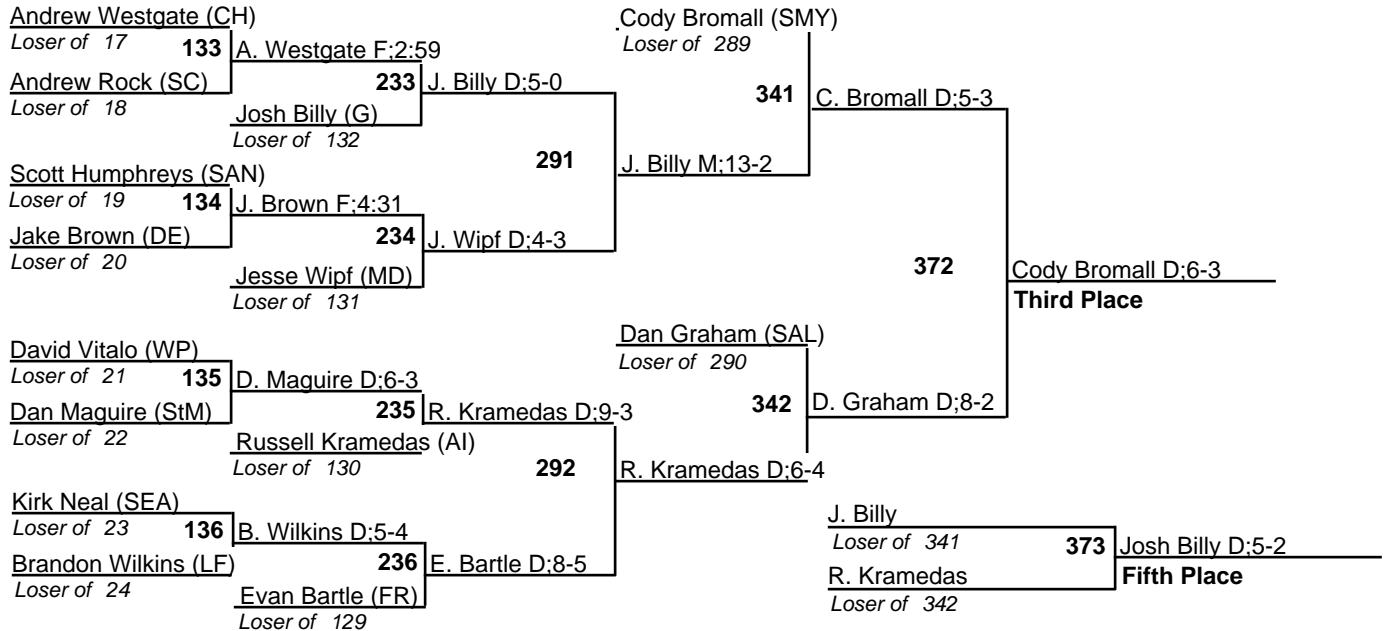 Andrew Westgate (CH)
Loser of 17
133
A. Westgate F;2:59
Andrew Rock (SC)
Loser of 18
233
J. Billy D;5-0
Josh Billy (G)
Loser of 132
291
Scott Humphreys (SAN)
Loser of 19
134
J. Brown F;4:31
Jake Brown (DE)
Loser of 20
234
J. Wipf D;4-3
Jesse Wipf (MD)
Loser of 131
Cody Bromall (SMY)
Loser of 289
341
C. Bromall D;5-3
J. Billy M;13-2
372
Cody Bromall D;6-3
Third Place
David Vitalo (WP)
Loser of 21
135
D. Maguire D;6-3
Dan Maguire (StM)
Loser of 22
235
R. Kramedas D;9-3
Russell Kramedas (AI)
Loser of 130
292
Kirk Neal (SEA)
Loser of 23
136
B. Wilkins D;5-4
Brandon Wilkins (LF)
Loser of 24
236
E. Bartle D;8-5
Evan Bartle (FR)
Loser of 129
Dan Graham (SAL)
Loser of 290
342
D. Graham D;8-2
R. Kramedas D;6-4
J. Billy
Loser of 341
373
Josh Billy D;5-2
R. Kramedas
Fifth Place
Loser of 342